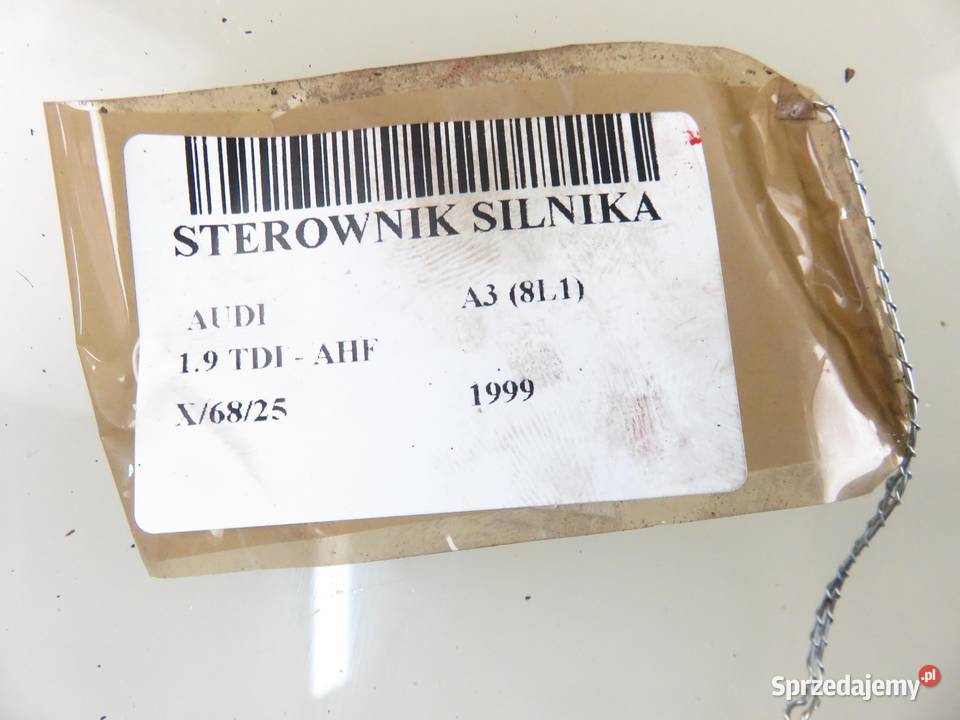 STEROWNIK SILNIKA
AUDI A3 (8L1)
1.9 TDI - AHF
X/68/25 1999
Sprzedajemy.pl